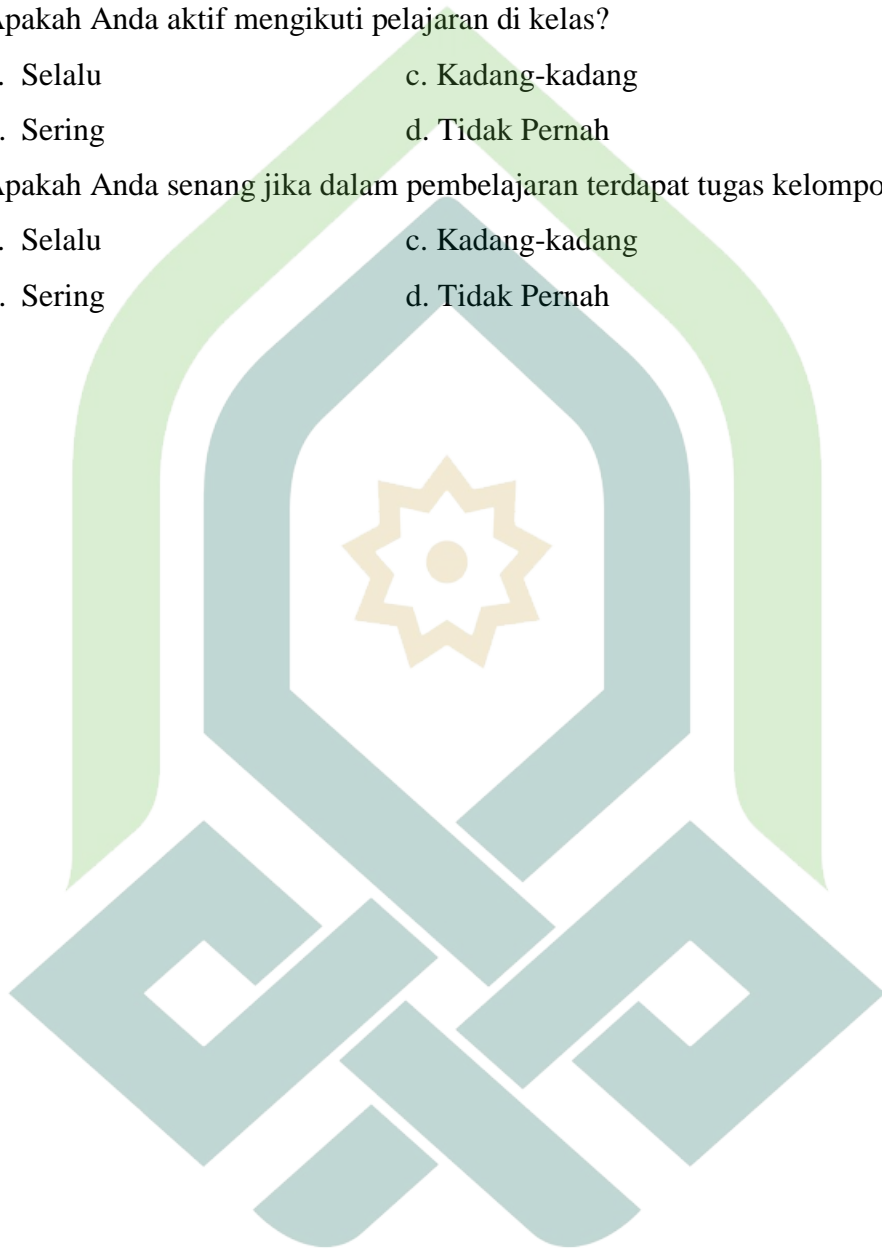 Apakah Anda aktif mengikuti pelajaran di kelas?
. Selalu c. Kadang-kadang
. Sering d. Tidak Pernah
Apakah Anda senang jika dalam pembelajaran terdapat tugas kelompo
. Selalu c. Kadang-kadang
. Sering d. Tidak Pernah